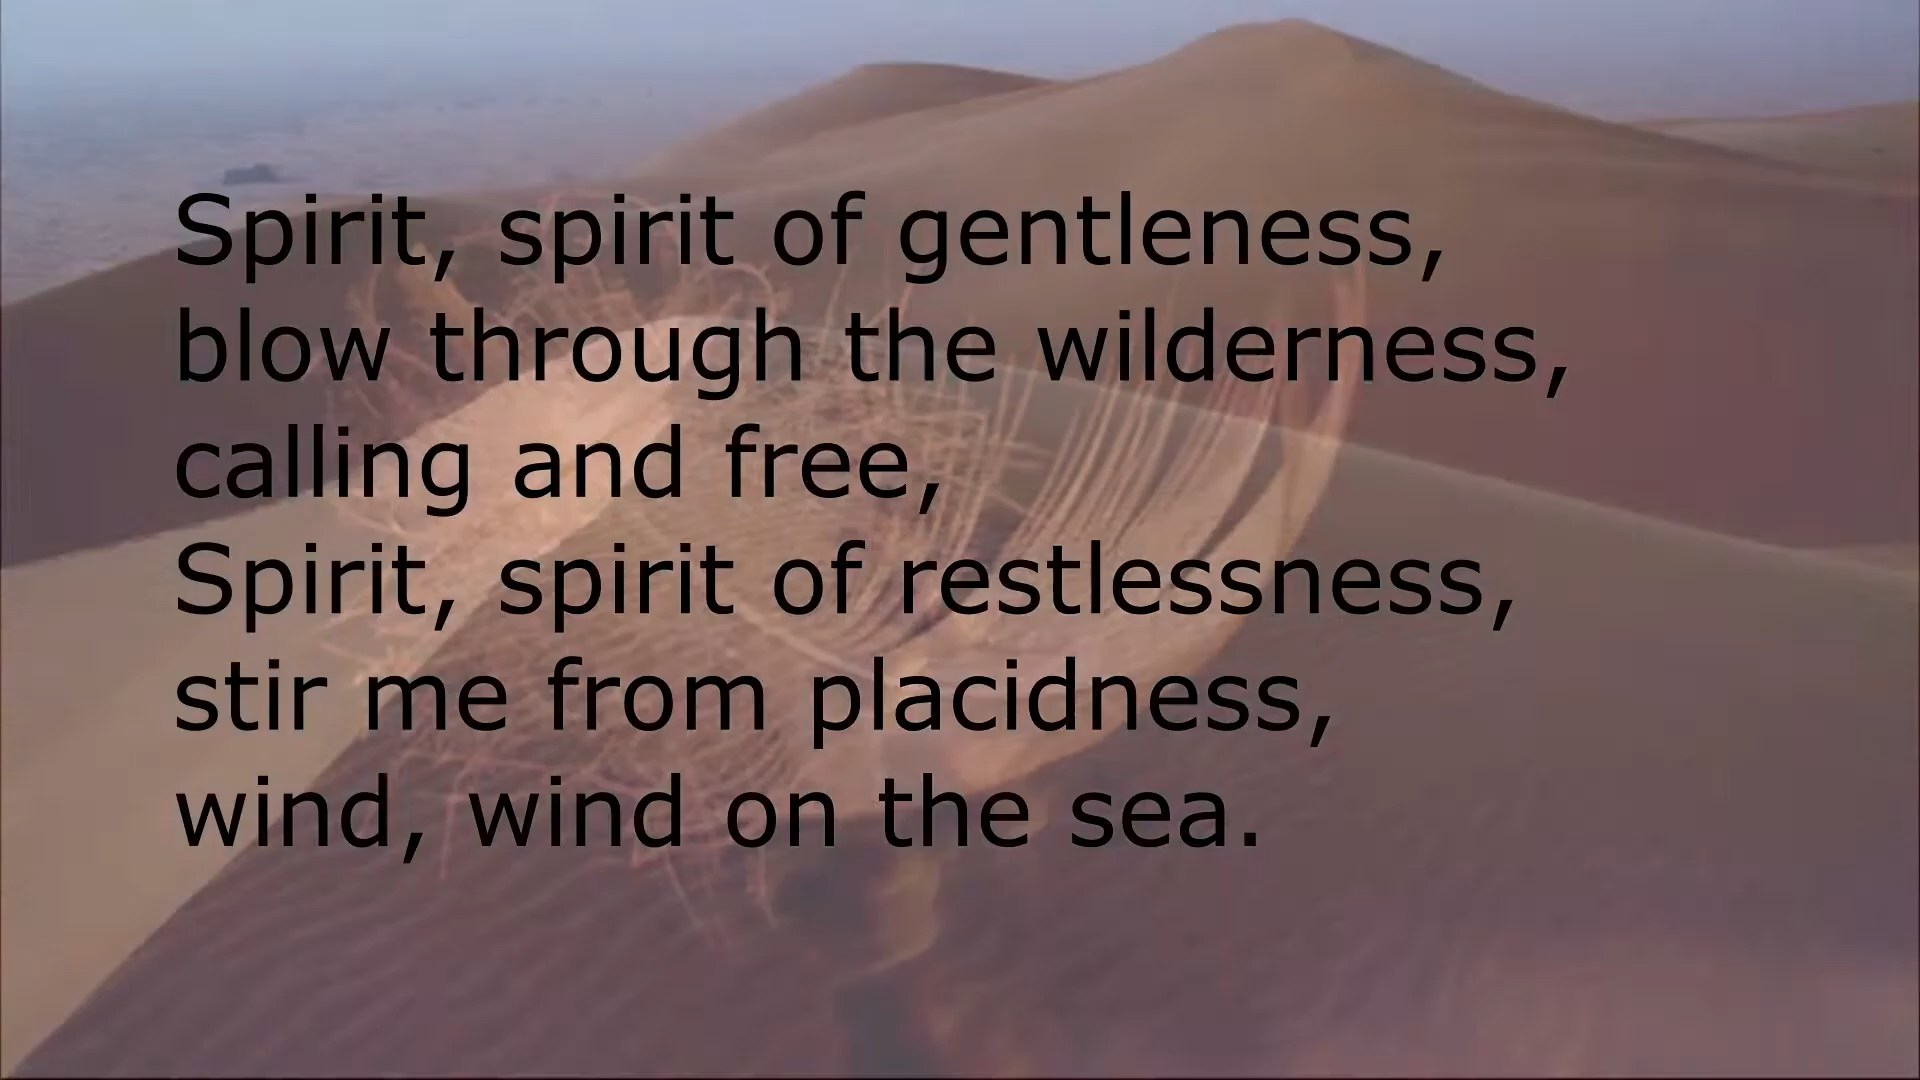 Spirit, spirit of gentleness,
blow through the wilderness,
calling and free,
Spirit, spirit of restlessness,
stir me from placidness,
wind, wind on the sea.